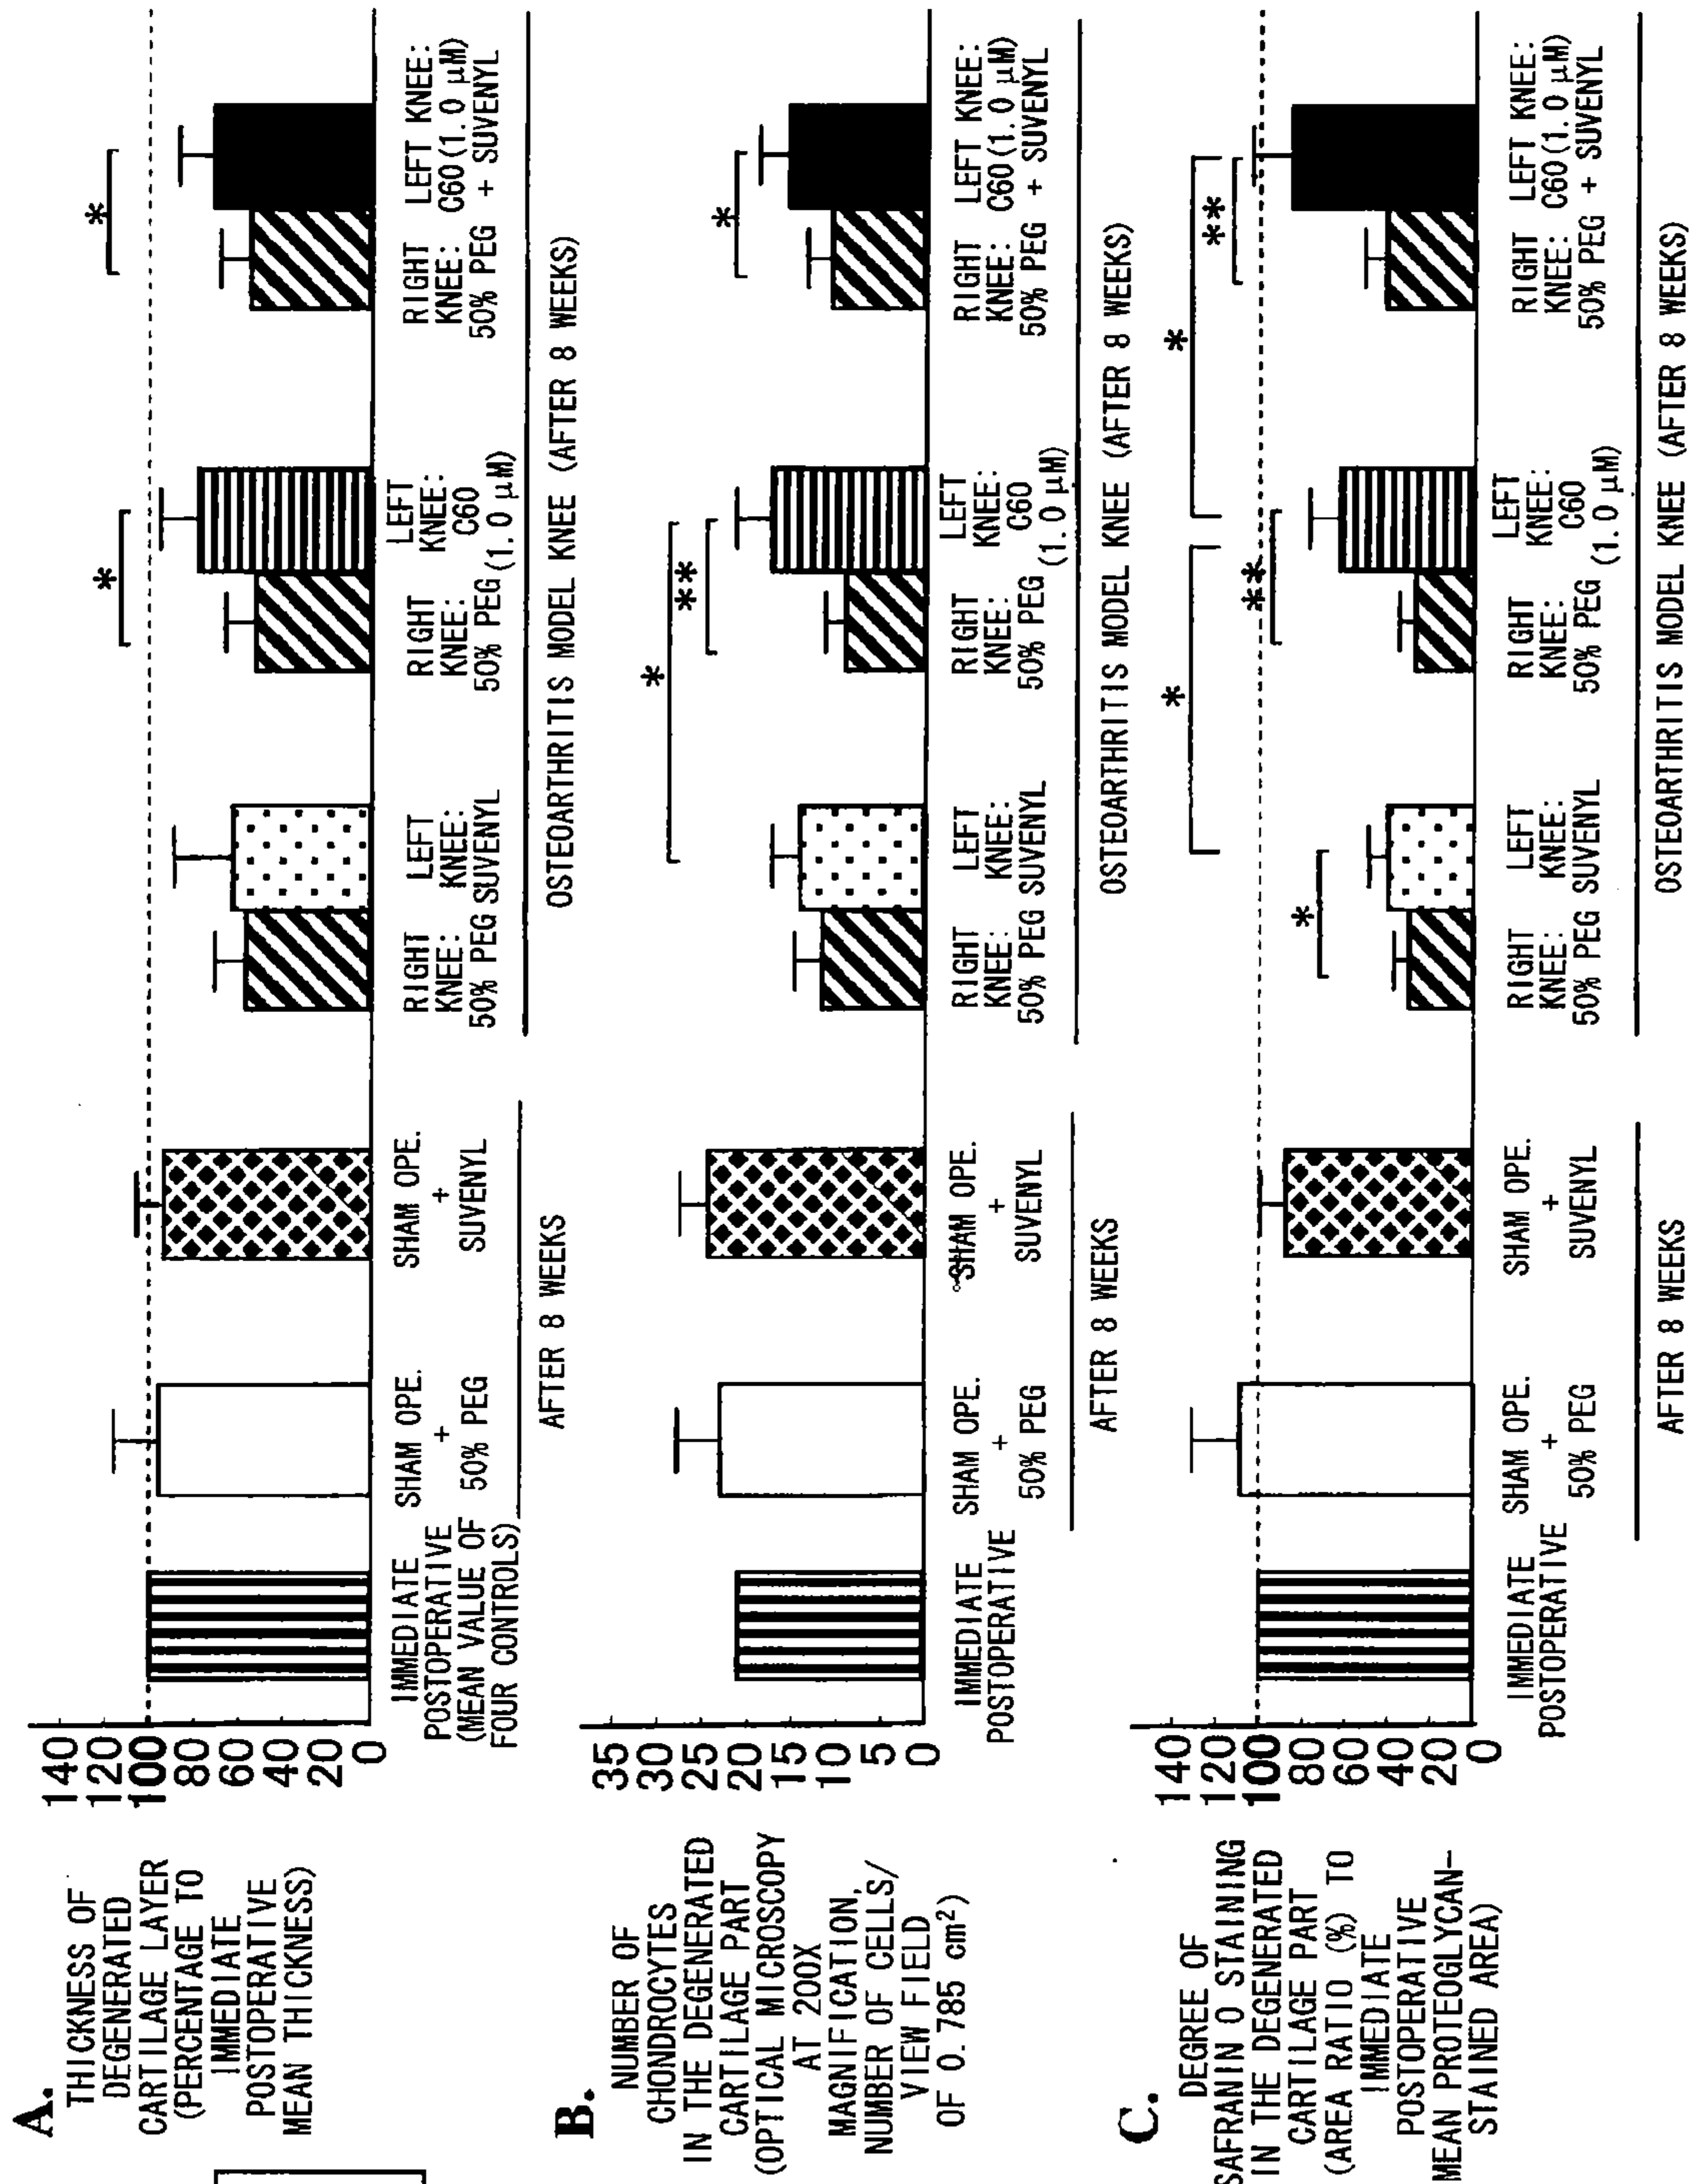 A.
THICKNESS OF
DEGENERATED
CARTILAGE LAYER
(PERCENTAGE TO
IMMEDIATE
POSTOPERATIVE
MEAN THICKNESS)
140
120
100
80
60
40
20
0
*
*
IMMEDIATE
POSTOPERATIVE
(MEAN VALUE OF
FOUR CONTROLS)
SHAM OPE.
+
50% PEG
SHAM OPE.
+
SUVENYL
AFTER 8 WEEKS
RIGHT
KNEE:
50% PEG
LEFT
KNEE:
SUVENYL
RIGHT
KNEE:
50% PEG
LEFT
KNEE:
C60
(1.0 μM)
RIGHT
KNEE:
50% PEG
LEFT KNEE:
C60(1.0 μM)
+ SUVENYL
OSTEOARTHRITIS MODEL KNEE (AFTER 8 WEEKS)
B.
NUMBER OF
CHONDROCYTES
IN THE DEGENERATED
CARTILAGE PART
(OPTICAL MICROSCOPY
AT 200X
MAGNIFICATION,
NUMBER OF CELLS/
VIEW FIELD
OF 0.785 cm²)
35
30
25
20
15
10
5
0
*
**
*
IMMEDIATE
POSTOPERATIVE
SHAM OPE.
+
50% PEG
SHAM OPE.
+
SUVENYL
AFTER 8 WEEKS
RIGHT
KNEE:
50% PEG
LEFT
KNEE:
SUVENYL
RIGHT
KNEE:
50% PEG
LEFT
KNEE:
C60
(1.0 μM)
RIGHT
KNEE:
50% PEG
LEFT KNEE:
C60(1.0 μM)
+ SUVENYL
OSTEOARTHRITIS MODEL KNEE (AFTER 8 WEEKS)
C.
DEGREE OF
SAFRANIN O STAINING
IN THE DEGENERATED
CARTILAGE PART
(AREA RATIO (%) TO
IMMEDIATE
POSTOPERATIVE
MEAN PROTEOGLYCAN-
STAINED AREA)
140
120
100
80
60
40
20
0
*
*
*
**
**
IMMEDIATE
POSTOPERATIVE
SHAM OPE.
+
50% PEG
SHAM OPE.
+
SUVENYL
AFTER 8 WEEKS
RIGHT
KNEE:
50% PEG
LEFT
KNEE:
SUVENYL
RIGHT
KNEE:
50% PEG
LEFT
KNEE:
C60
(1.0 μM)
RIGHT
KNEE:
50% PEG
LEFT KNEE:
C60(1.0 μM)
+ SUVENYL
OSTEOARTHRITIS MODEL KNEE (AFTER 8 WEEKS)